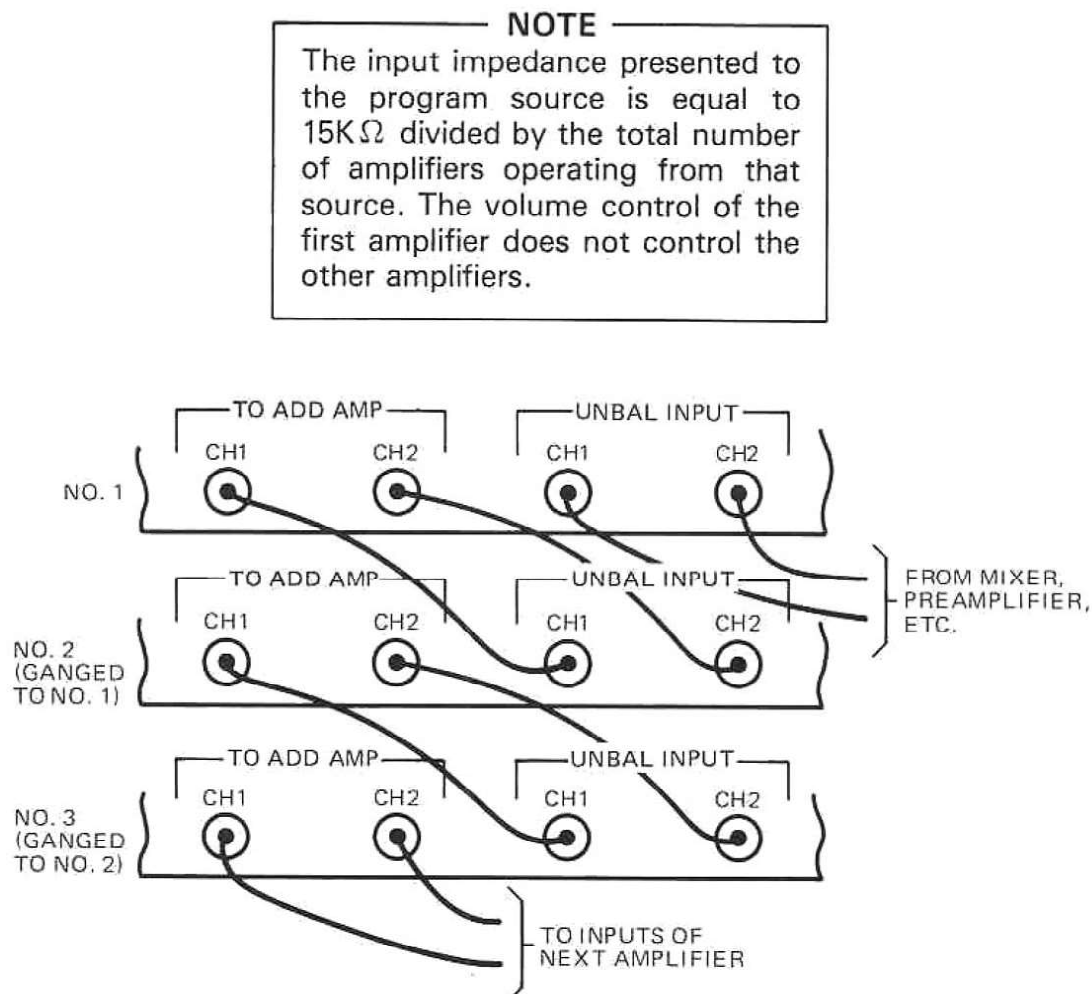 NOTE
The input impedance presented to
the program source is equal to
15KΩ divided by the total number
of amplifiers operating from that
source. The volume control of the
first amplifier does not control the
other amplifiers.
TO ADD AMP
UNBAL INPUT
CH1
CH2
CH1
CH2
NO. 1
FROM MIXER,
PREAMPLIFIER,
ETC.
TO ADD AMP
UNBAL INPUT
CH1
CH2
CH1
CH2
NO. 2
(GANGED
TO NO. 1)
TO ADD AMP
UNBAL INPUT
CH1
CH2
CH1
CH2
NO. 3
(GANGED
TO NO. 2)
TO INPUTS OF
NEXT AMPLIFIER